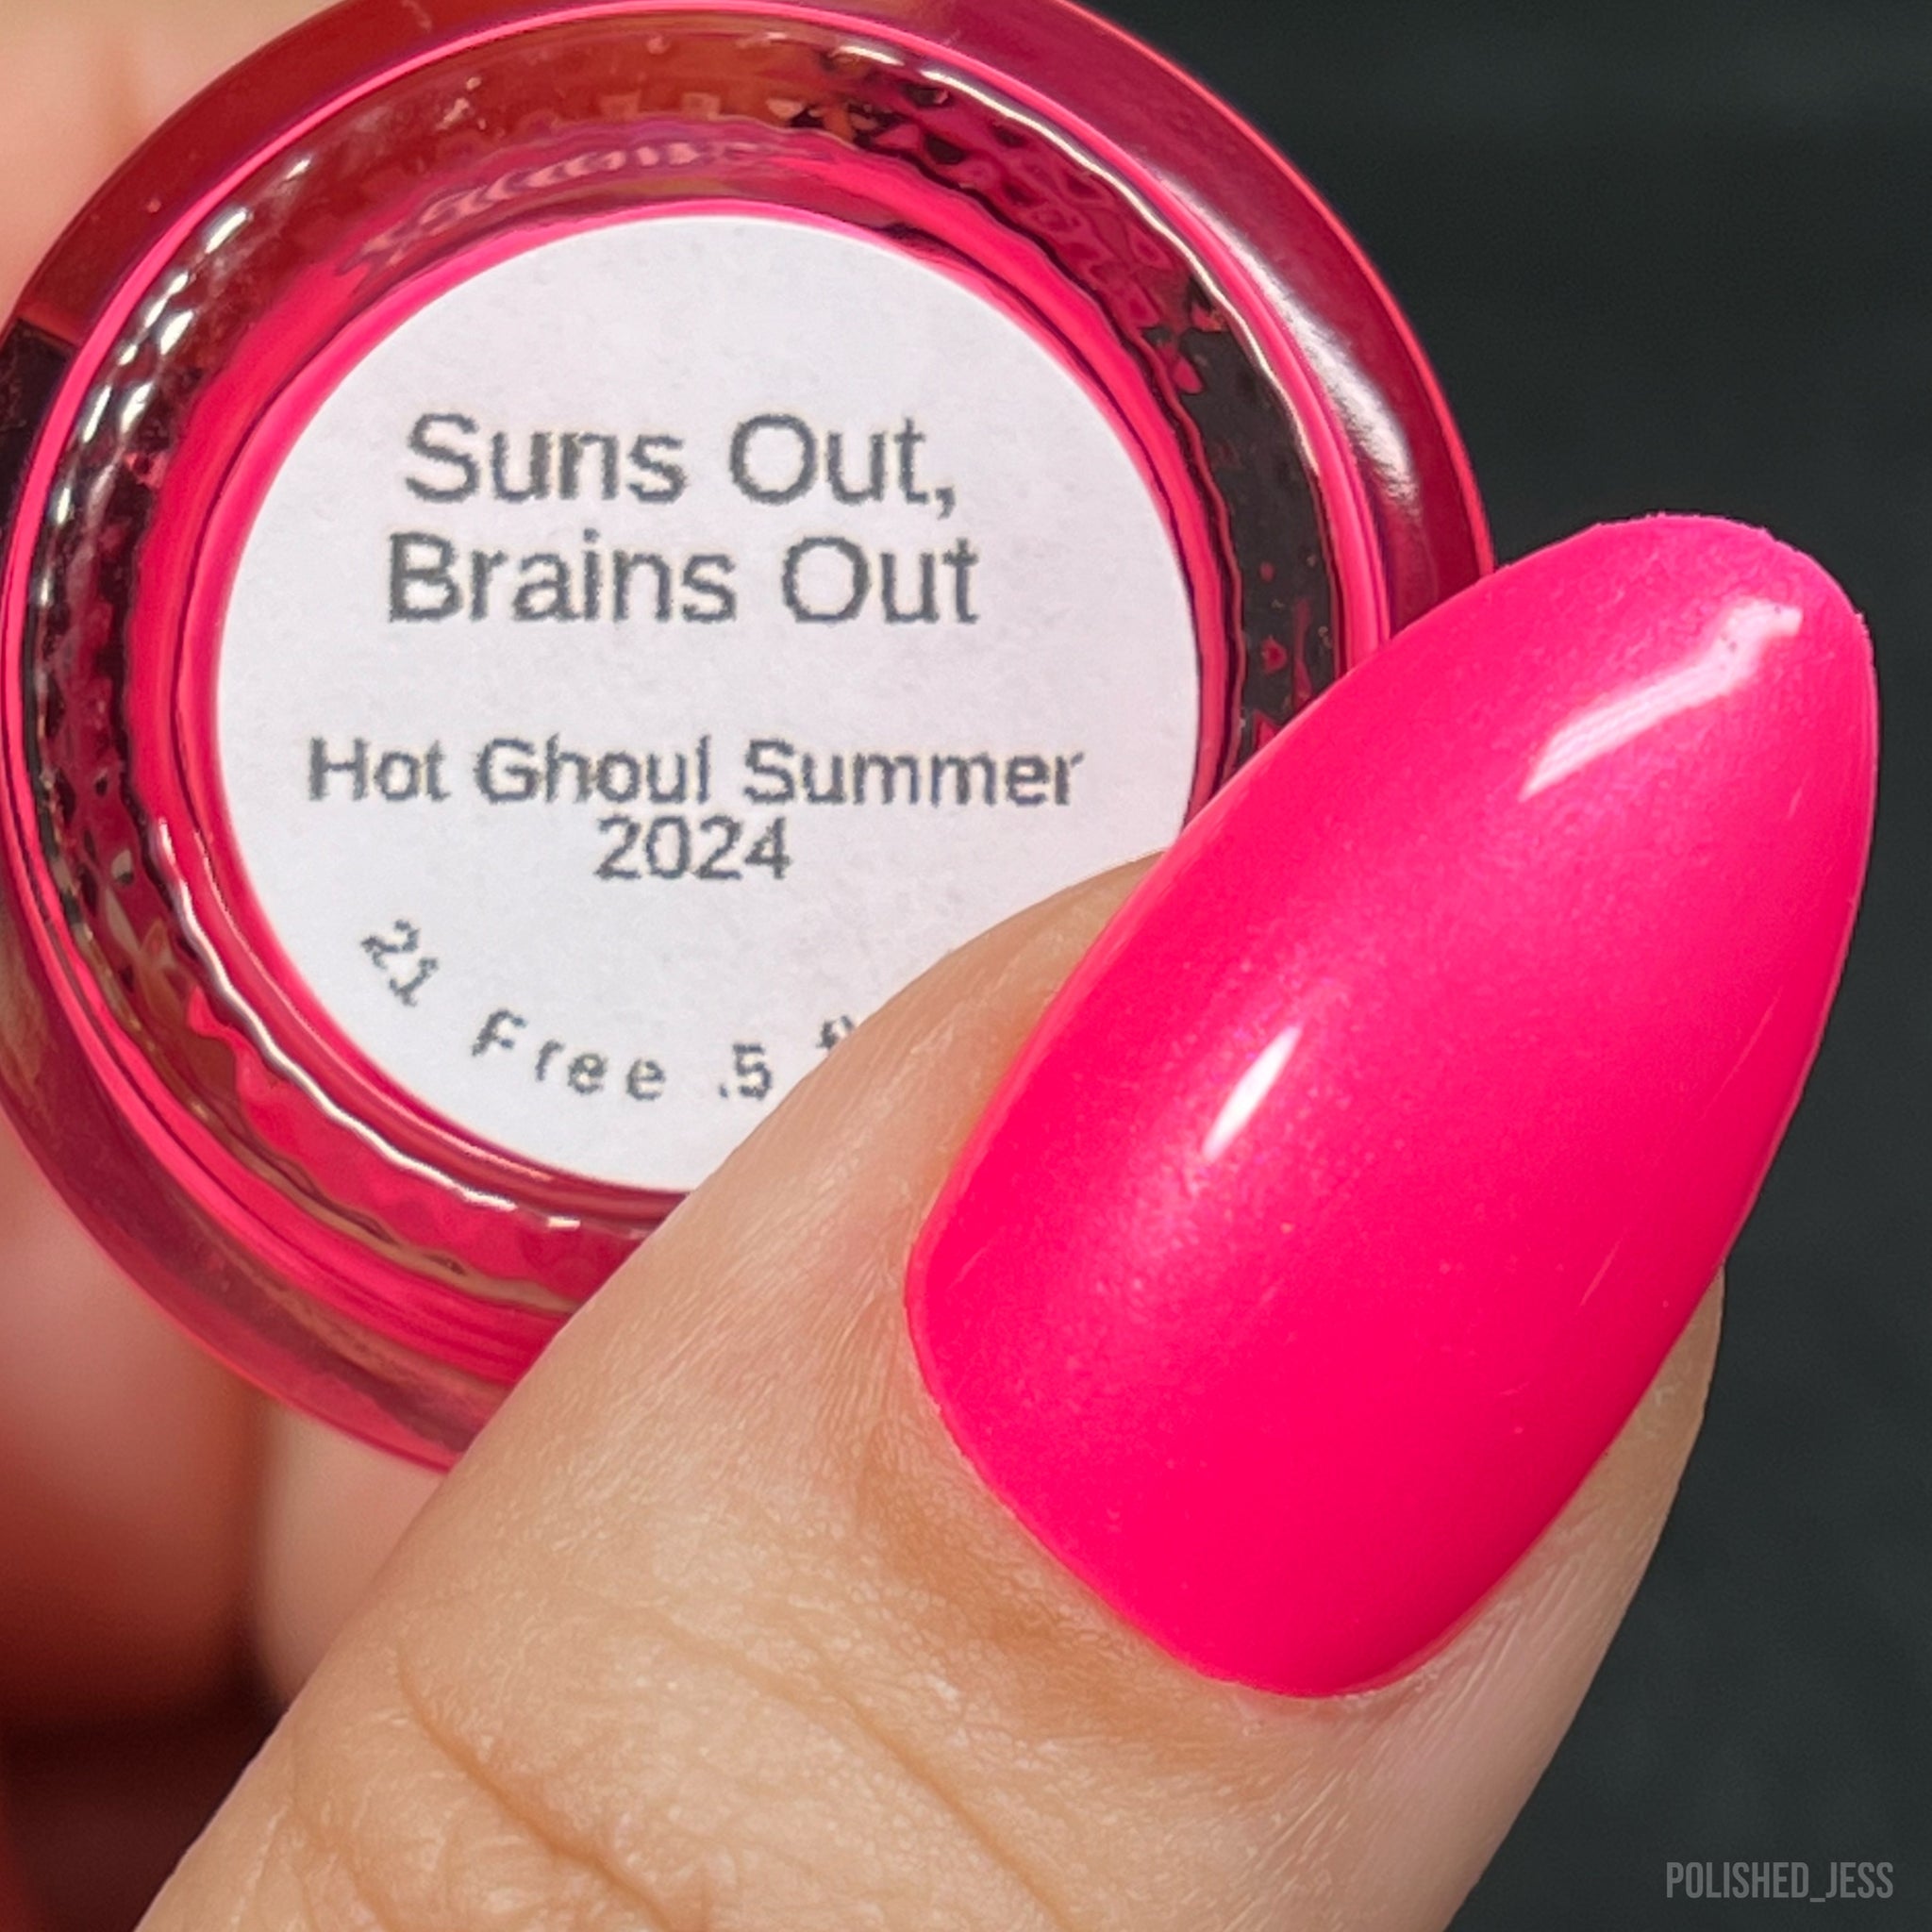 Suns Out,
Brains Out
Hot Ghoul Summer
2024
21 Free .5
POLISHED_JESS